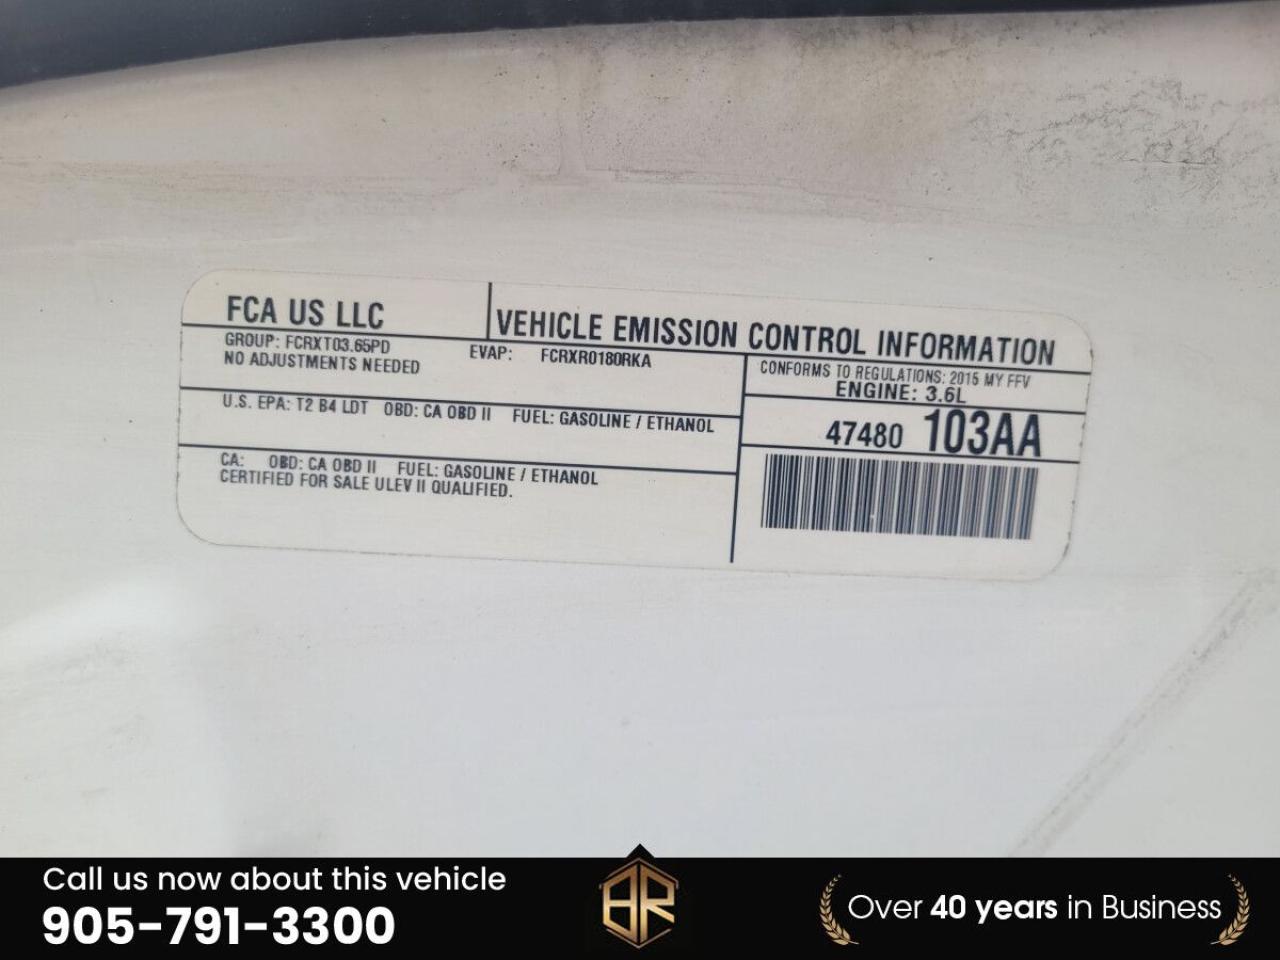 FCA US LLC
VEHICLE EMISSION CONTROL INFORMATION
GROUP: FCRXT03.65PD
EVAP: FCRXR0180RKA
NO ADJUSTMENTS NEEDED
CONFORMS TO REGULATIONS: 2015 MY FFV
ENGINE: 3.6L
U.S. EPA: T2 B4 LDT OBD: CA OBD II FUEL: GASOLINE / ETHANOL
47480 103AA
CA: OBD: CA OBD II FUEL: GASOLINE / ETHANOL
CERTIFIED FOR SALE ULEV II QUALIFIED.
Call us now about this vehicle
905-791-3300
BR
Over 40 years in Business